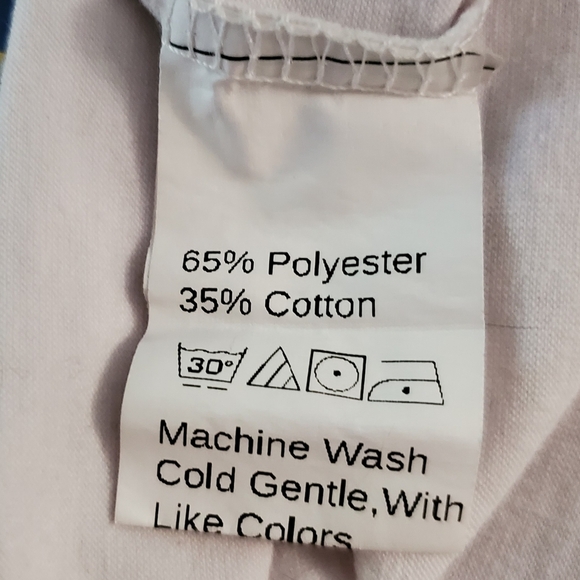 65% Polyester
35% Cotton
30°
Machine Wash
Cold Gentle,With
Like Colors